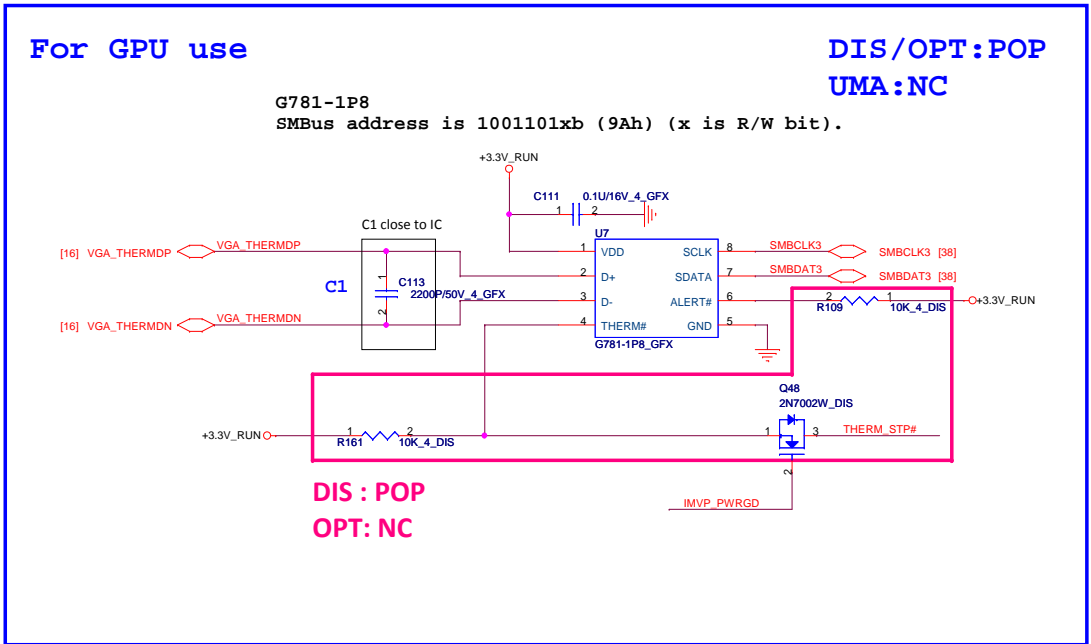 For GPU use
DIS/OPT:POP
UMA:NC
G781-1P8
SMBus address is 1001101xb (9Ah) (x is R/W bit).
+3.3V_RUN
C111
0.1U/16V_4_GFX
1
2
C1 close to IC
U7
[16] VGA_THERMDP
VGA_THERMDP
1
VDD
SCLK
8
SMBCLK3
SMBCLK3 [38]
C1
1
C113
2200P/50V_4_GFX
2
2
D+
SDATA
7
SMBDAT3
SMBDAT3 [38]
3
D-
ALERT#
6
2
1
R109
10K_4_DIS
+3.3V_RUN
[16] VGA_THERMDN
VGA_THERMDN
4
THERM#
GND
5
G781-1P8_GFX
Q48
2N7002W_DIS
+3.3V_RUN
1
2
R161
10K_4_DIS
1
3
THERM_STP#
2
IMVP_PWRGD
DIS : POP
OPT: NC